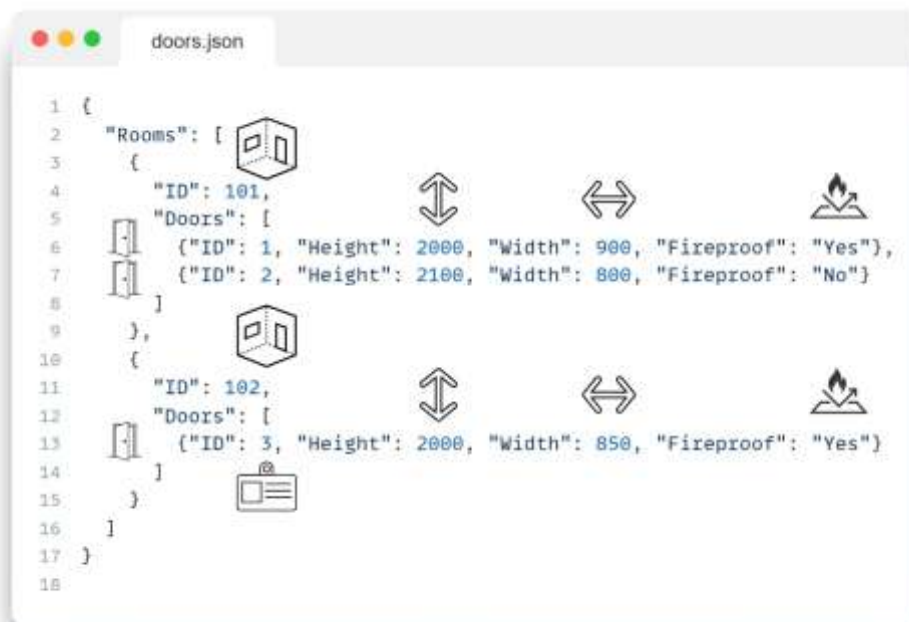 doors.json
1 {
2 "Rooms": [
3 {
4 "ID": 101,
5 "Doors": [
6 {"ID": 1, "Height": 2000, "Width": 900, "Fireproof": "Yes"},
7 {"ID": 2, "Height": 2100, "Width": 800, "Fireproof": "No"}
8 ]
9 },
10 {
11 "ID": 102,
12 "Doors": [
13 {"ID": 3, "Height": 2000, "Width": 850, "Fireproof": "Yes"}
14 ]
15 }
16 ]
17 }
18